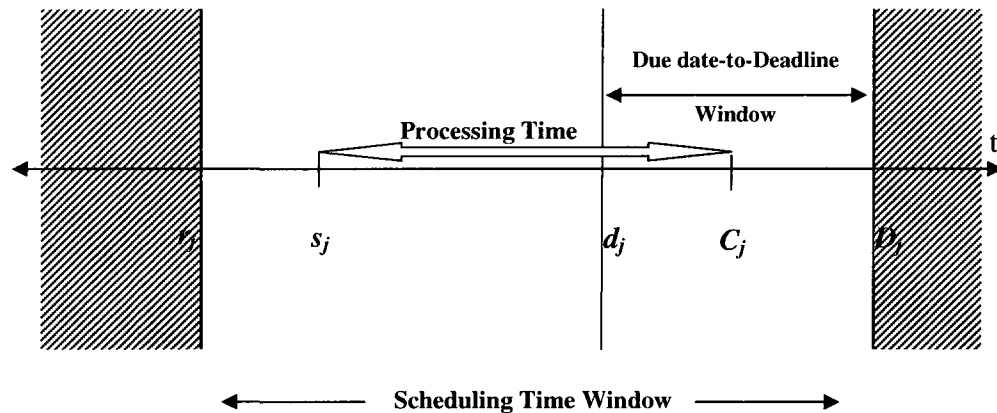 Due date-to-Deadline
Window
Processing Time
t
r_j s_j d_j C_j D_j
Scheduling Time Window